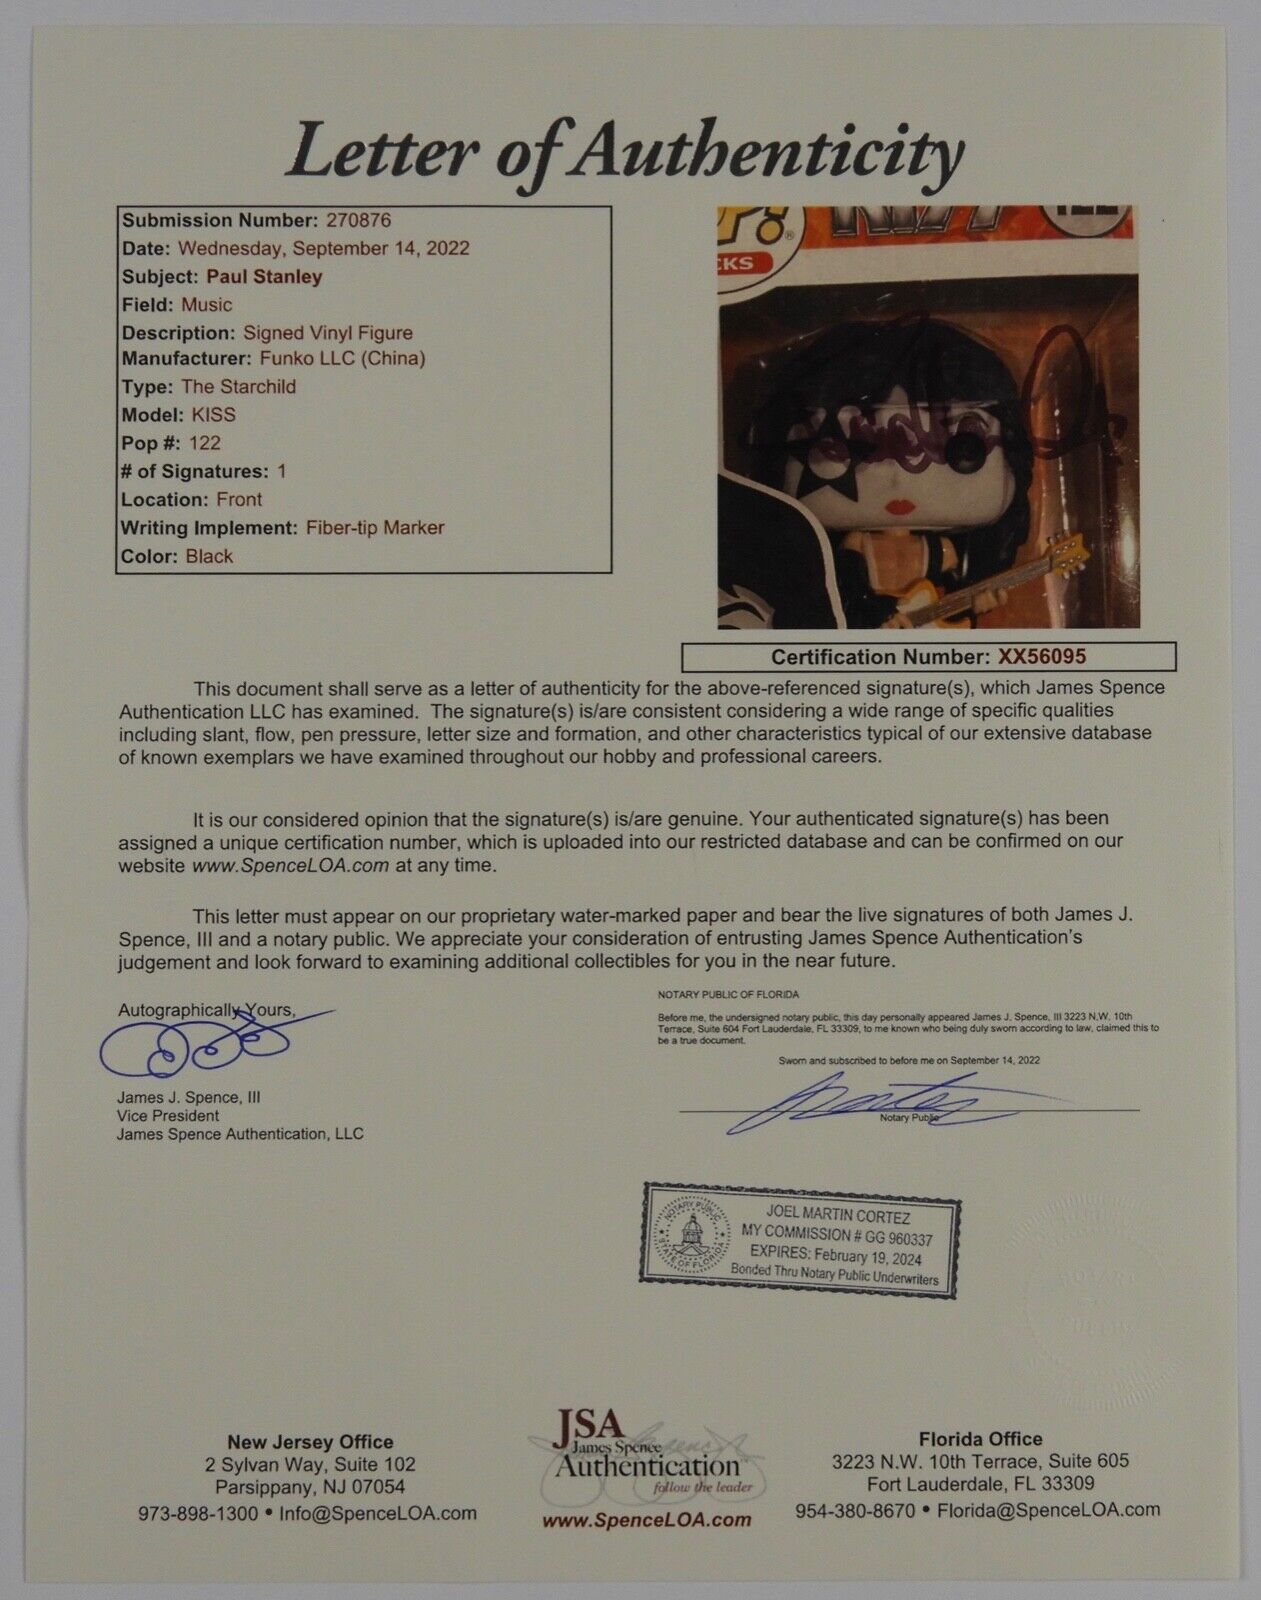 Letter of Authenticity
Submission Number: 270876
Date: Wednesday, September 14, 2022
Subject: Paul Stanley
Field: Music
Description: Signed Vinyl Figure
Manufacturer: Funko LLC (China)
Type: The Starchild
Model: KISS
Pop #: 122
# of Signatures: 1
Location: Front
Writing Implement: Fiber-tip Marker
Color: Black
P! ®
CKS
KISS
122
Certification Number: XX56095
This document shall serve as a letter of authenticity for the above-referenced signature(s), which James Spence
Authentication LLC has examined. The signature(s) is/are consistent considering a wide range of specific qualities
including slant, flow, pen pressure, letter size and formation, and other characteristics typical of our extensive database
of known exemplars we have examined throughout our hobby and professional careers.
It is our considered opinion that the signature(s) is/are genuine. Your authenticated signature(s) has been
assigned a unique certification number, which is uploaded into our restricted database and can be confirmed on our
website www.SpenceLOA.com at any time.
This letter must appear on our proprietary water-marked paper and bear the live signatures of both James J.
Spence, III and a notary public. We appreciate your consideration of entrusting James Spence Authentication's
judgement and look forward to examining additional collectibles for you in the near future.
Autographically Yours,
James J. Spence, III
Vice President
James Spence Authentication, LLC
NOTARY PUBLIC OF FLORIDA
Before me, the undersigned notary public, this day personally appeared James J. Spence, III 3223 N.W. 10th
Terrace, Suite 604 Fort Lauderdale, FL 33309, to me known who being duly sworn according to law, claimed this to
be a true document.
Sworn and subscribed to before me on September 14, 2022
Notary Public
NOTARY PUBLIC
STATE OF FLORIDA
JOEL MARTIN CORTEZ
MY COMMISSION # GG 960337
EXPIRES: February 19, 2024
Bonded Thru Notary Public Underwriters
New Jersey Office
2 Sylvan Way, Suite 102
Parsippany, NJ 07054
973-898-1300 • Info@SpenceLOA.com
JSA
James Spence
Authentication
follow the leader
www.SpenceLOA.com
Florida Office
3223 N.W. 10th Terrace, Suite 605
Fort Lauderdale, FL 33309
954-380-8670 • Florida@SpenceLOA.com